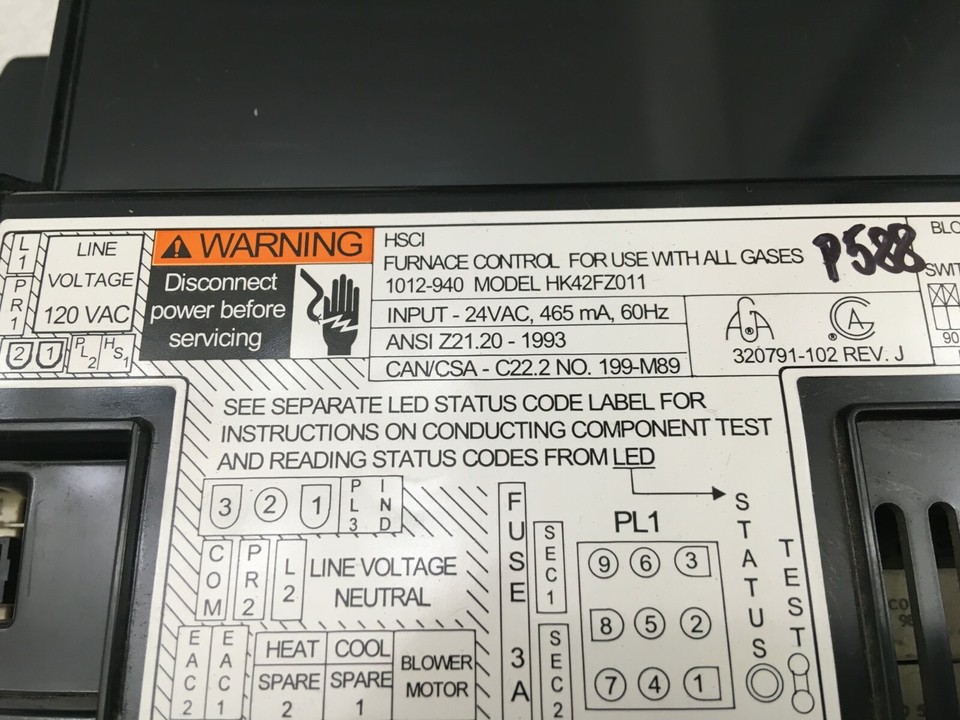 L1
PR1
LINE
VOLTAGE
120 VAC
2 1
PL2
HS1
WARNING
Disconnect
power before
servicing
HSCI
FURNACE CONTROL FOR USE WITH ALL GASES
1012-940 MODEL HK42FZ011
INPUT - 24VAC, 465 mA, 60Hz
ANSI Z21.20 - 1993
CAN/CSA - C22.2 NO. 199-M89
P588
320791-102 REV. J
BLO
SWIT
90
SEE SEPARATE LED STATUS CODE LABEL FOR
INSTRUCTIONS ON CONDUCTING COMPONENT TEST
AND READING STATUS CODES FROM LED
3 2 1
PL3
IND
COM
PR2
L2
LINE VOLTAGE
NEUTRAL
EAC2
EAC1
HEAT
SPARE
2
COOL
SPARE
1
BLOWER
MOTOR
FUSE 3A
SEC1
SEC2
PL1
9 6 3
8 5 2
7 4 1
STATUS
TEST